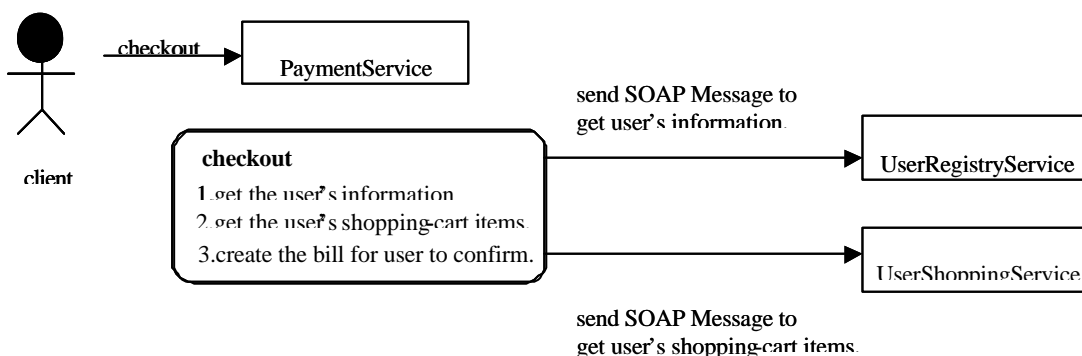 checkout
PaymentService
client
send SOAP Message to
get user's information.
UserRegistryService
checkout
1.get the user's information
2.get the user's shopping-cart items.
3.create the bill for user to confirm.
UserShoppingService
send SOAP Message to
get user's shopping-cart items.